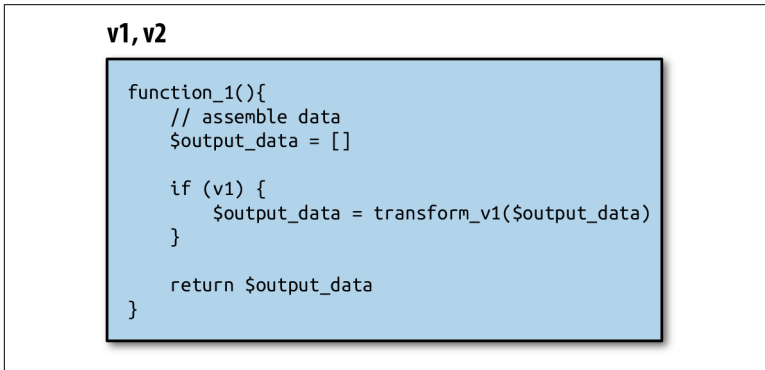 v1, v2
function_1(){
    // assemble data
    $output_data = []
    if (v1) {
        $output_data = transform_v1($output_data)
    }
    return $output_data
}